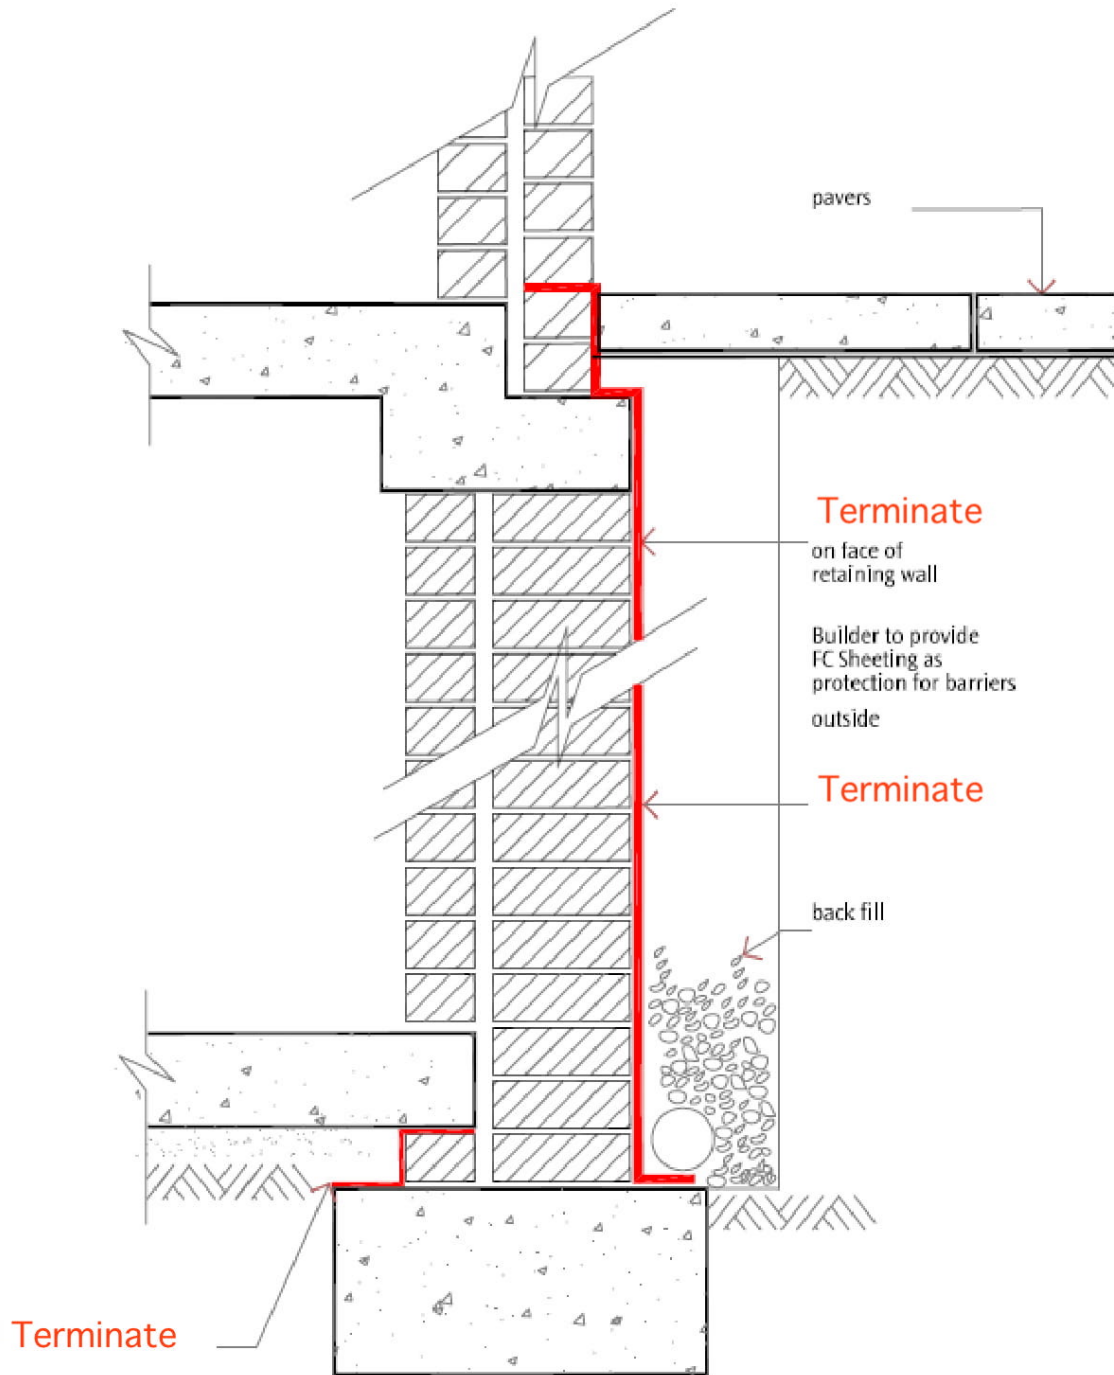 pavers
Terminate
on face of
retaining wall
Builder to provide
FC Sheeting as
protection for barriers
outside
Terminate
back fill
Terminate